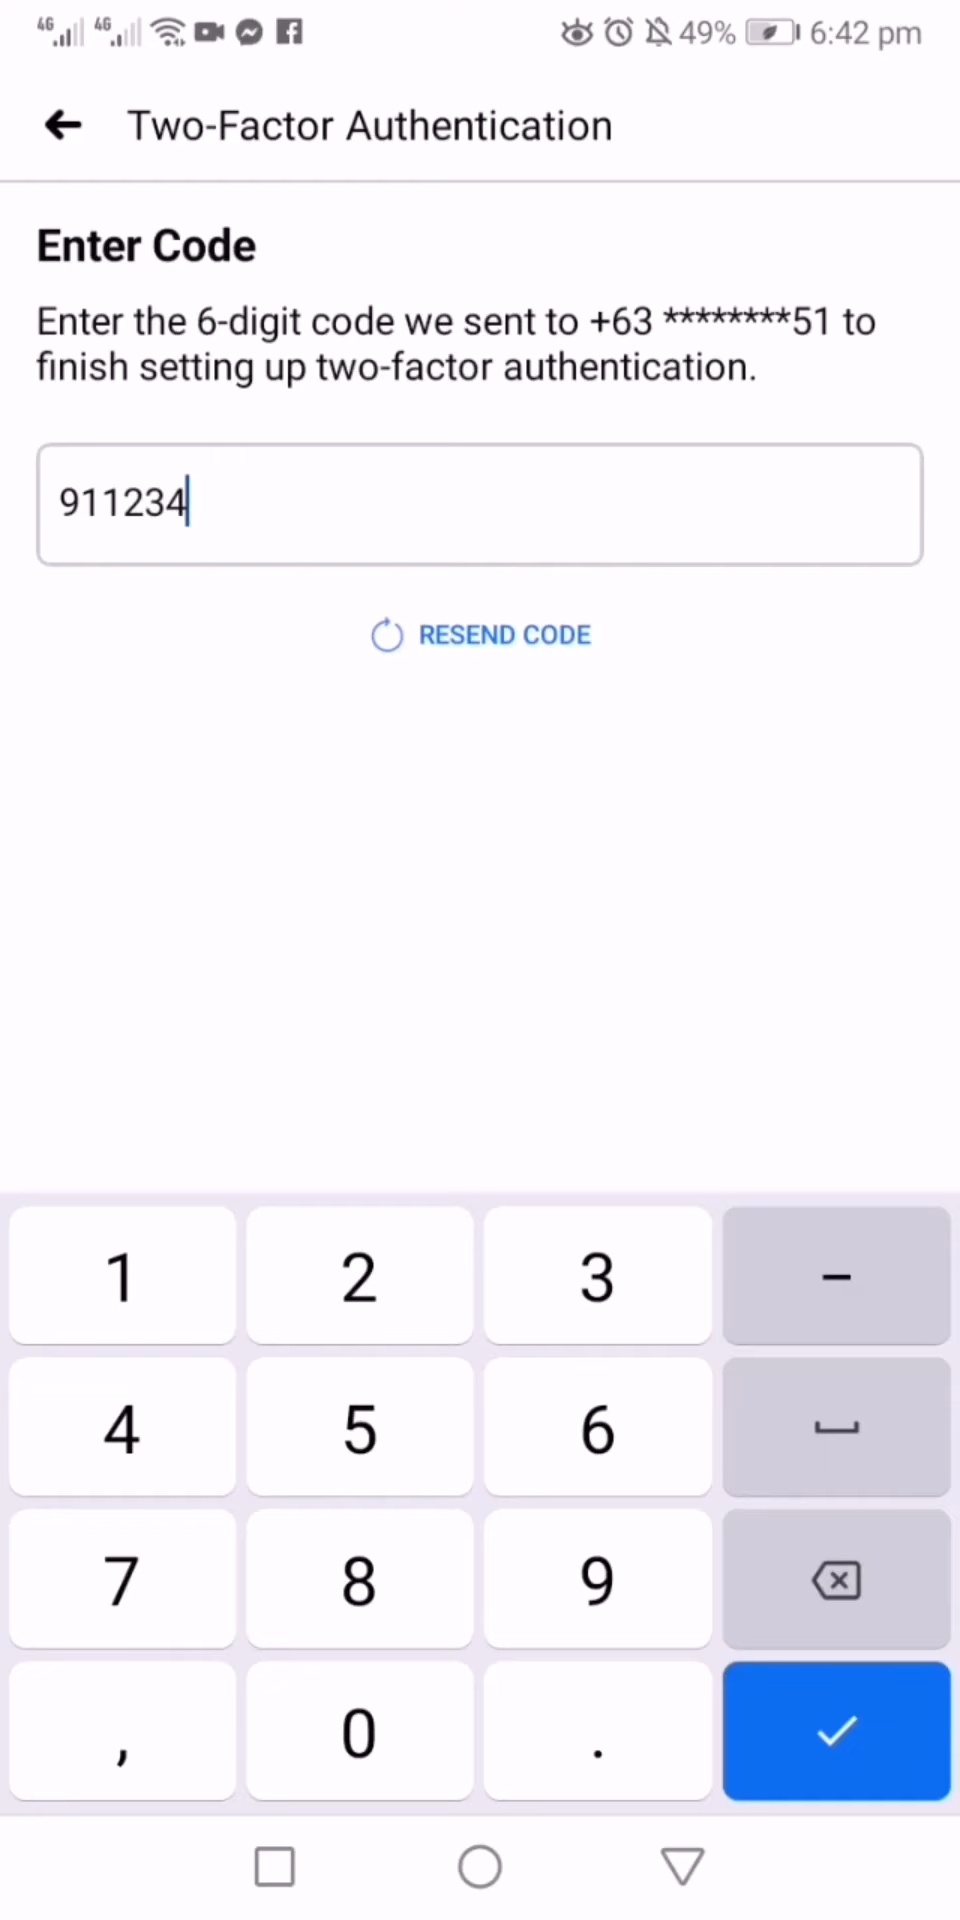 4G 4G 49% 6:42 pm
Two-Factor Authentication
Enter Code
Enter the 6-digit code we sent to +63 ********51 to
finish setting up two-factor authentication.
911234
RESEND CODE
1 2 3 –
4 5 6
7 8 9
, 0 .